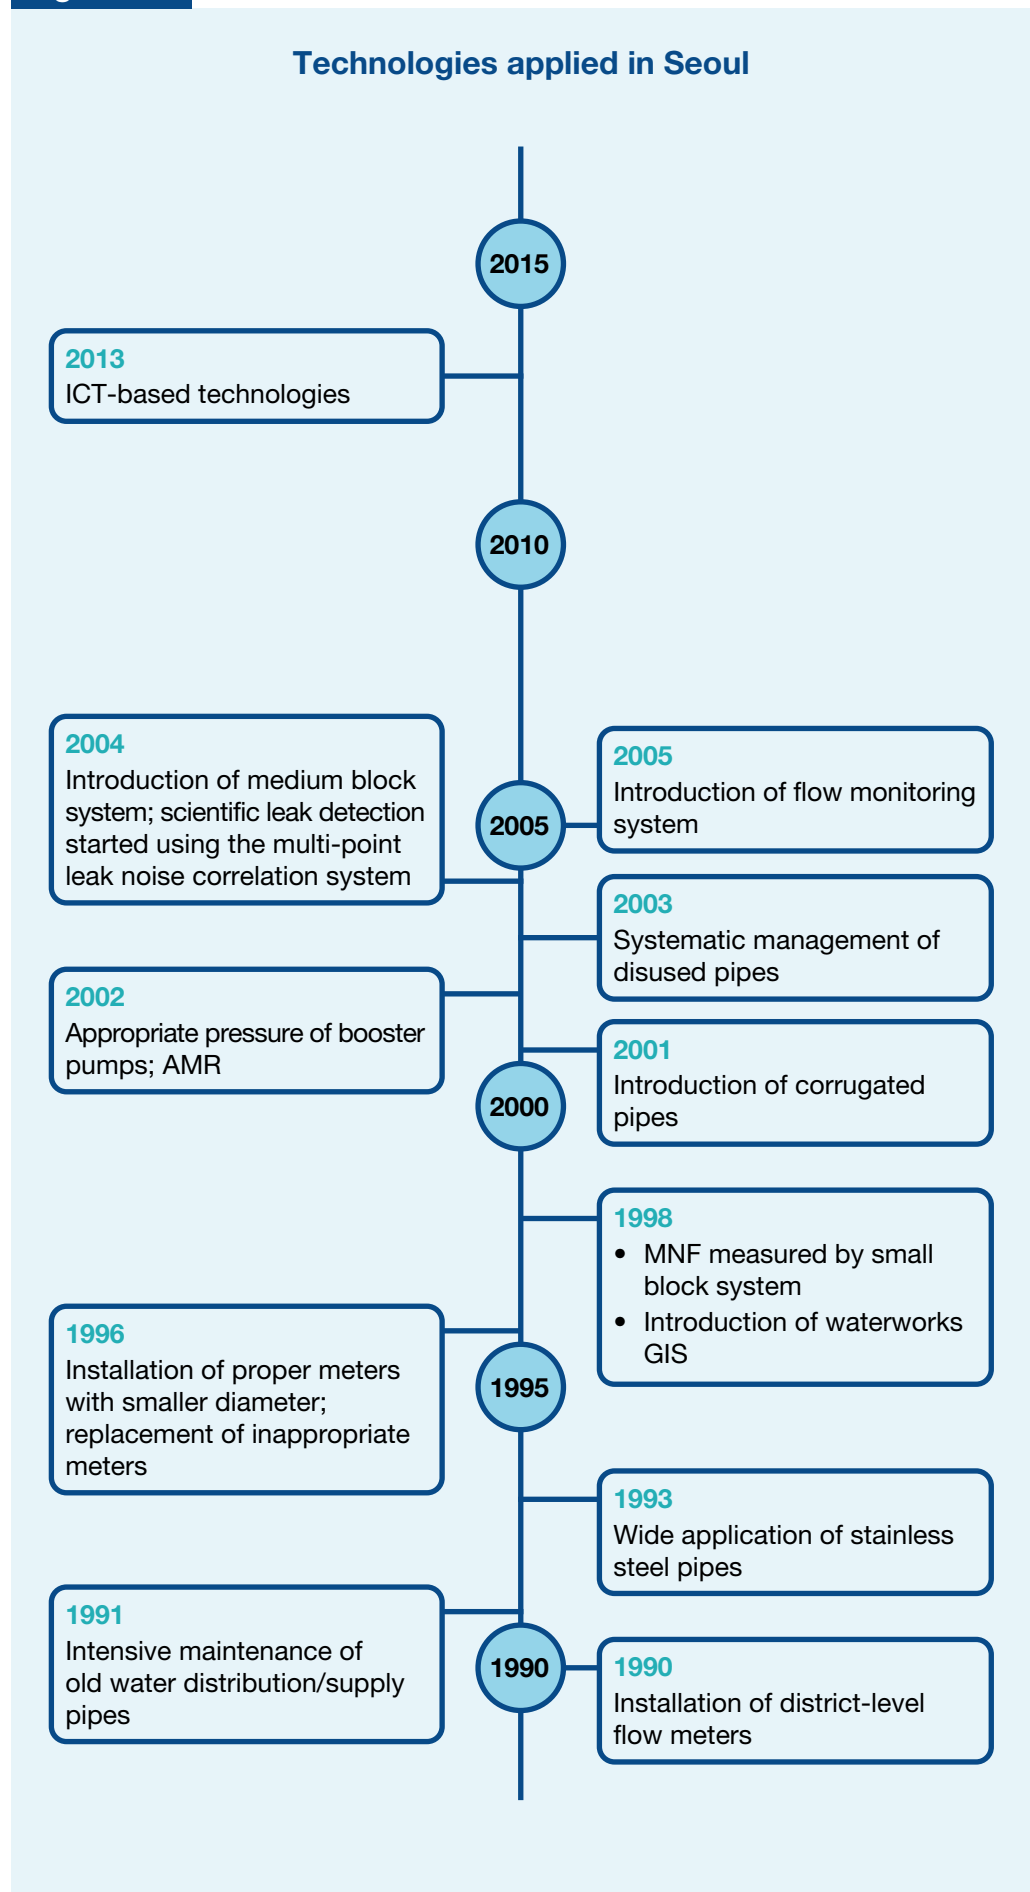 Technologies applied in Seoul
2015
2013
ICT-based technologies
2010
2004
Introduction of medium block
system; scientific leak detection
started using the multi-point
leak noise correlation system
2005
2005
Introduction of flow monitoring
system
2003
Systematic management of
disused pipes
2002
Appropriate pressure of booster
pumps; AMR
2001
Introduction of corrugated
pipes
2000
1998
• MNF measured by small
block system
• Introduction of waterworks
GIS
1996
Installation of proper meters
with smaller diameter;
replacement of inappropriate
meters
1995
1993
Wide application of stainless
steel pipes
1991
Intensive maintenance of
old water distribution/supply
pipes
1990
1990
Installation of district-level
flow meters